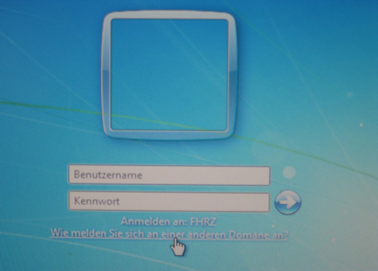 Benutzername
Kennwort
Anmelden an: FHRZ
Wie melden Sie sich an einer anderen Domäne an?